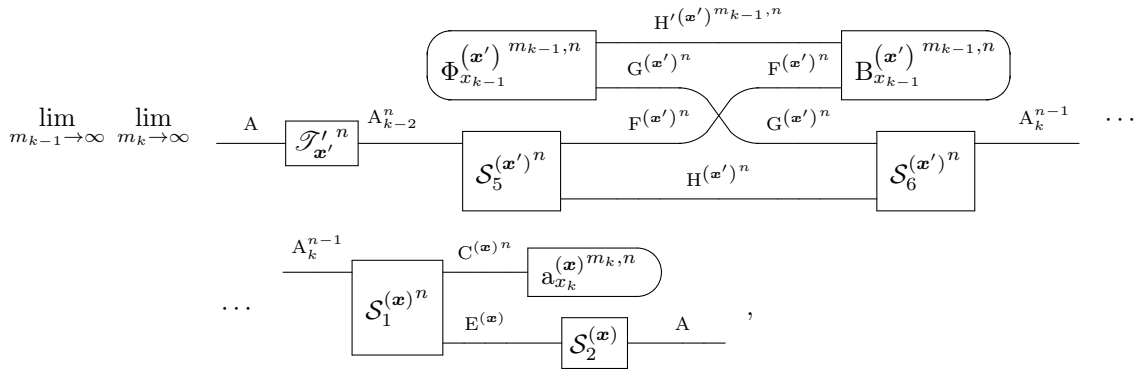 H′^{(𝒙′)^{m_{k−1},n}}
Φ_{x_{k−1}}^{(𝒙′)^{m_{k−1},n}} G^{(𝒙′)^n} F^{(𝒙′)^n} B_{x_{k−1}}^{(𝒙′)^{m_{k−1},n}}
lim_{m_{k−1}→∞} lim_{m_k→∞} A 𝒯′_{𝒙′}^n A_{k−2}^n F^{(𝒙′)^n} G^{(𝒙′)^n} A_k^{n−1} ⋯
𝒮_5^{(𝒙′)^n} H^{(𝒙′)^n} 𝒮_6^{(𝒙′)^n}
A_k^{n−1} C^{(𝒙)^n} a_{x_k}^{(𝒙)^{m_k,n}}
⋯ 𝒮_1^{(𝒙)^n}
E^{(𝒙)} 𝒮_2^{(𝒙)} A ,